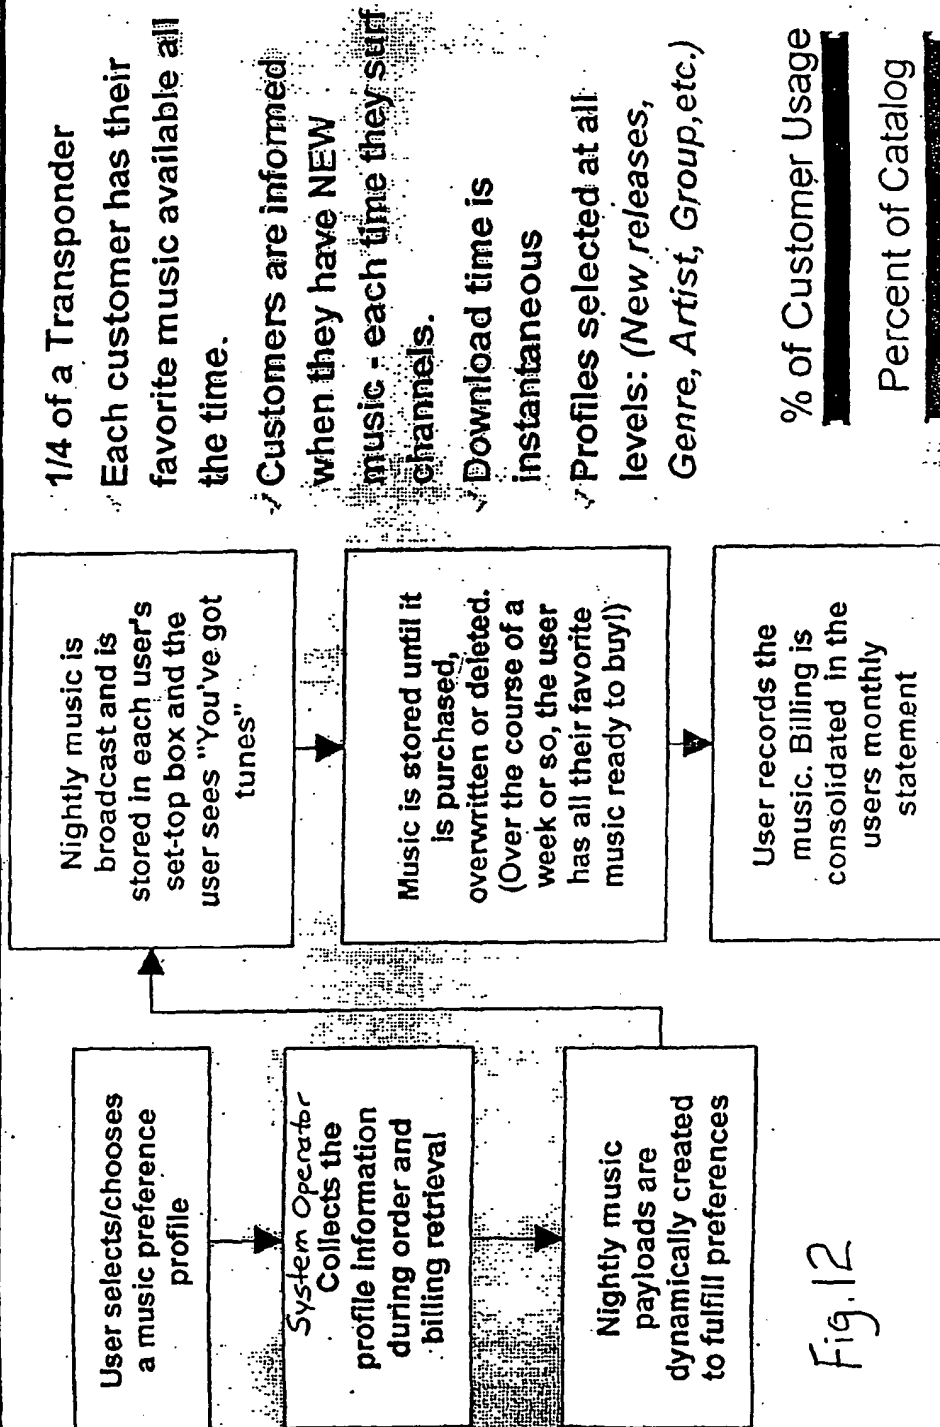 User selects/chooses
a music preference
profile
System Operator
Collects the
profile information
during order and
billing retrieval
Nightly music
payloads are
dynamically created
to fulfill preferences
Nightly music is
broadcast and is
stored in each user's
set-top box and the
user sees "You've got
tunes"
Music is stored until it
is purchased,
overwritten or deleted.
(Over the course of a
week or so, the user
has all their favorite
music ready to buy!)
User records the
music. Billing is
consolidated in the
users monthly
statement
1/4 of a Transponder
Each customer has their
favorite music available all
the time.
Customers are informed
when they have NEW
music - each time they surf
channels.
Download time is
instantaneous
Profiles selected at all
levels: (New releases,
Genre, Artist, Group,etc.)
% of Customer Usage
Percent of Catalog
Fig.12